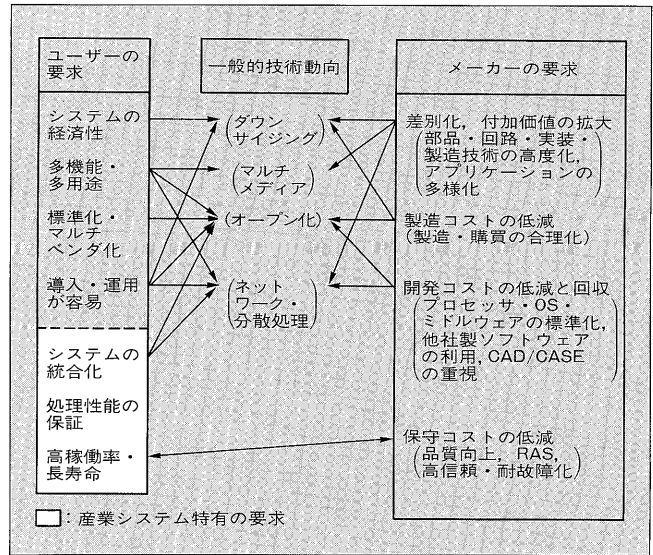 ユーザーの
要求
システムの
経済性
多機能・
多用途
標準化・
マルチ
ベンダ化
導入・運用
が容易
システムの
統合化
処理性能の
保証
高稼働率・
長寿命
一般的技術動向
(ダウン
サイジング)
(マルチ
メディア)
(オープン化)
(ネット
ワーク・
分散処理)
メーカーの要求
差別化,付加価値の拡大
(部品・回路・実装・
製造技術の高度化,
アプリケーションの
多様化)
製造コストの低減
(製造・購買の合理化)
開発コストの低減と回収
(プロセッサ・OS・
ミドルウェアの標準化,
他社製ソフトウェア
の利用, CAD/CASE
の重視)
保守コストの低減
(品質向上, RAS,
高信頼・耐故障化)
:産業システム特有の要求